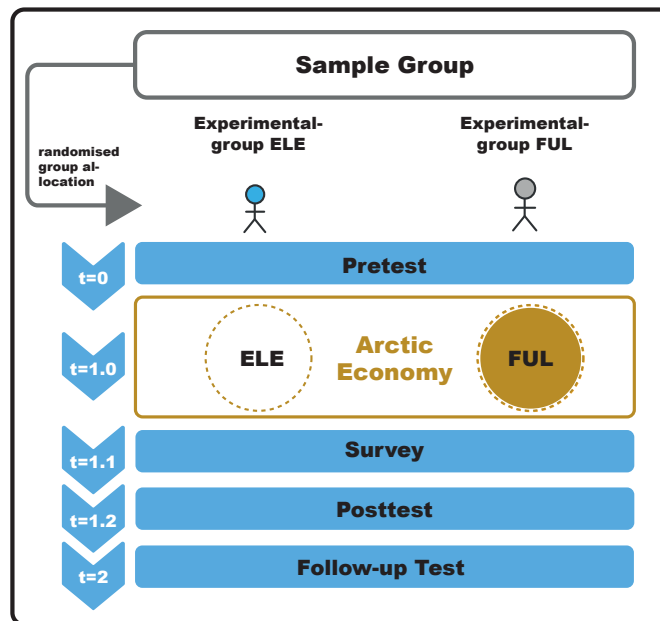 Sample Group
Experimental-
group ELE
Experimental-
group FUL
randomised
group al-
location
t=0
Pretest
t=1.0
ELE
Arctic
Economy
FUL
t=1.1
Survey
t=1.2
Posttest
t=2
Follow-up Test